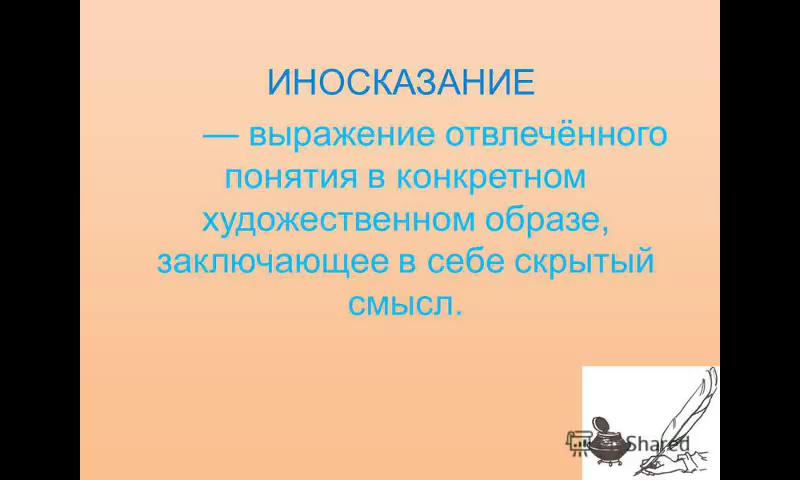 ИНОСКАЗАНИЕ
— выражение отвлечённого
понятия в конкретном
художественном образе,
заключающее в себе скрытый
смысл.
Shared